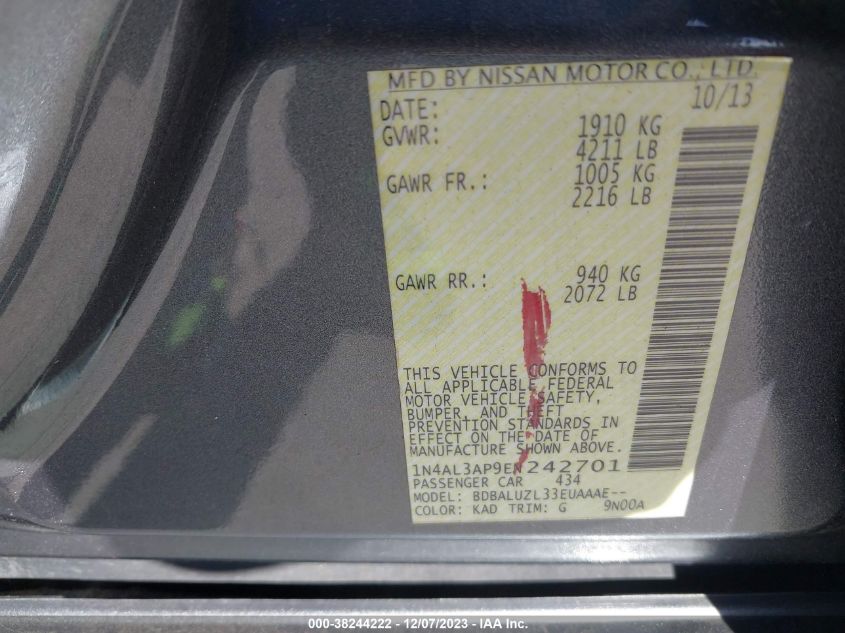 MFD BY NISSAN MOTOR CO., LTD.
DATE: 10/13
GVWR: 1910 KG
4211 LB
GAWR FR.: 1005 KG
2216 LB
GAWR RR.: 940 KG
2072 LB
THIS VEHICLE CONFORMS TO
ALL APPLICABLE FEDERAL
MOTOR VEHICLE SAFETY,
BUMPER, AND THEFT
PREVENTION STANDARDS IN
EFFECT ON THE DATE OF
MANUFACTURE SHOWN ABOVE.
1N4AL3AP9EN242701
PASSENGER CAR 434
MODEL: BDBALUZL33EUAAAE--
COLOR: KAD TRIM: G 9N00A
000-38244222 - 12/07/2023 - IAA Inc.